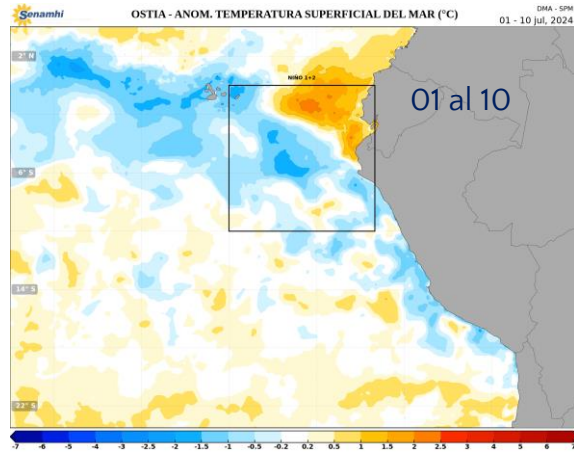 Senamhi
OSTIA - ANOM. TEMPERATURA SUPERFICIAL DEL MAR (°C)
DMA - SPM
01 - 10 jul, 2024
2° N
NIÑO 1+2
01 al 10
6° S
14° S
22° S
-7 -6 -5 -4 -3 -2.5 -2 -1.5 -1 -0.5 -0.2 0.2 0.5 1 1.5 2 2.5 3 4 5 6 7